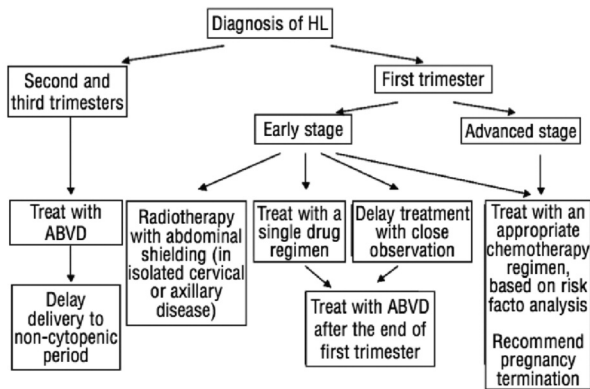 Diagnosis of HL
Second and
third trimesters
First trimester
Early stage
Advanced stage
Treat with
ABVD
Radiotherapy
with abdominal
shielding (in
isolated cervical
or axillary
disease)
Treat with a
single drug
regimen
Delay treatment
with close
observation
Treat with an
appropriate
chemotherapy
regimen,
based on risk
facto analysis
Recommend
pregnancy
termination
Delay
delivery to
non-cytopenic
period
Treat with ABVD
after the end of
first trimester